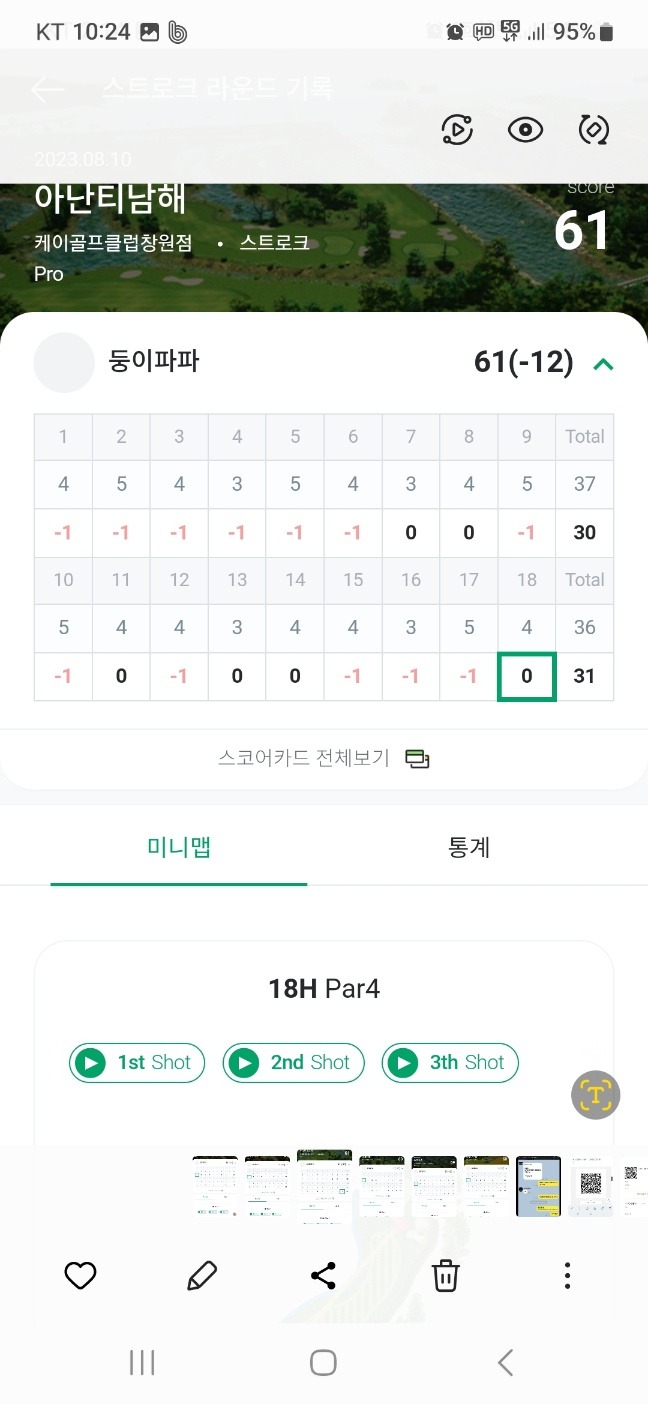 KT 10:24 HD 5G 95%
스트로크 라운드 기록
2023.08.10
아난티남해 score
케이골프클럽창원점 • 스트로크 61
Pro
둥이파파 61(-12)
1 2 3 4 5 6 7 8 9 Total
4 5 4 3 5 4 3 4 5 37
-1 -1 -1 -1 -1 -1 0 0 -1 30
10 11 12 13 14 15 16 17 18 Total
5 4 4 3 4 4 3 5 4 36
-1 0 -1 0 0 -1 -1 -1 0 31
스코어카드 전체보기
미니맵 통계
18H Par4
1st Shot 2nd Shot 3th Shot
T